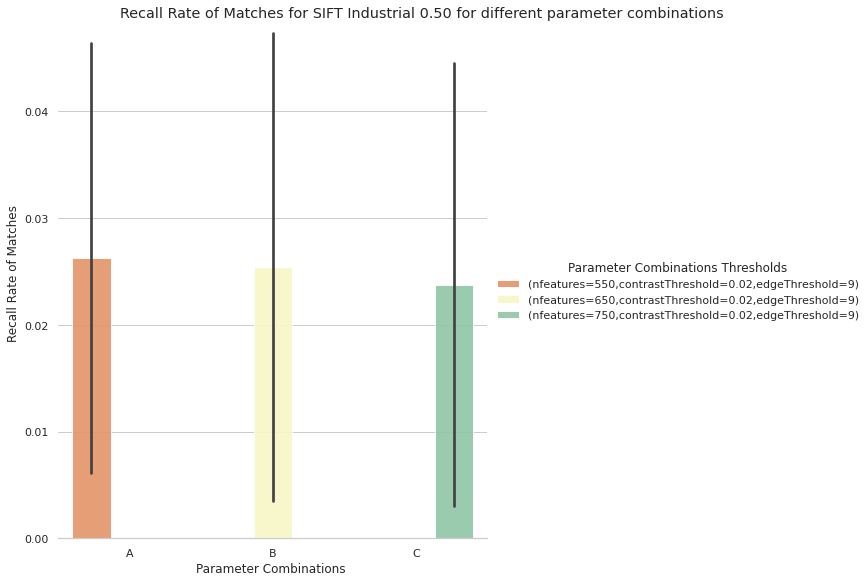 Recall Rate of Matches for SIFT Industrial 0.50 for different parameter combinations
Recall Rate of Matches
0.04
0.03
0.02
0.01
0.00
A
B
C
Parameter Combinations
Parameter Combinations Thresholds
(nfeatures=550,contrastThreshold=0.02,edgeThreshold=9)
(nfeatures=650,contrastThreshold=0.02,edgeThreshold=9)
(nfeatures=750,contrastThreshold=0.02,edgeThreshold=9)